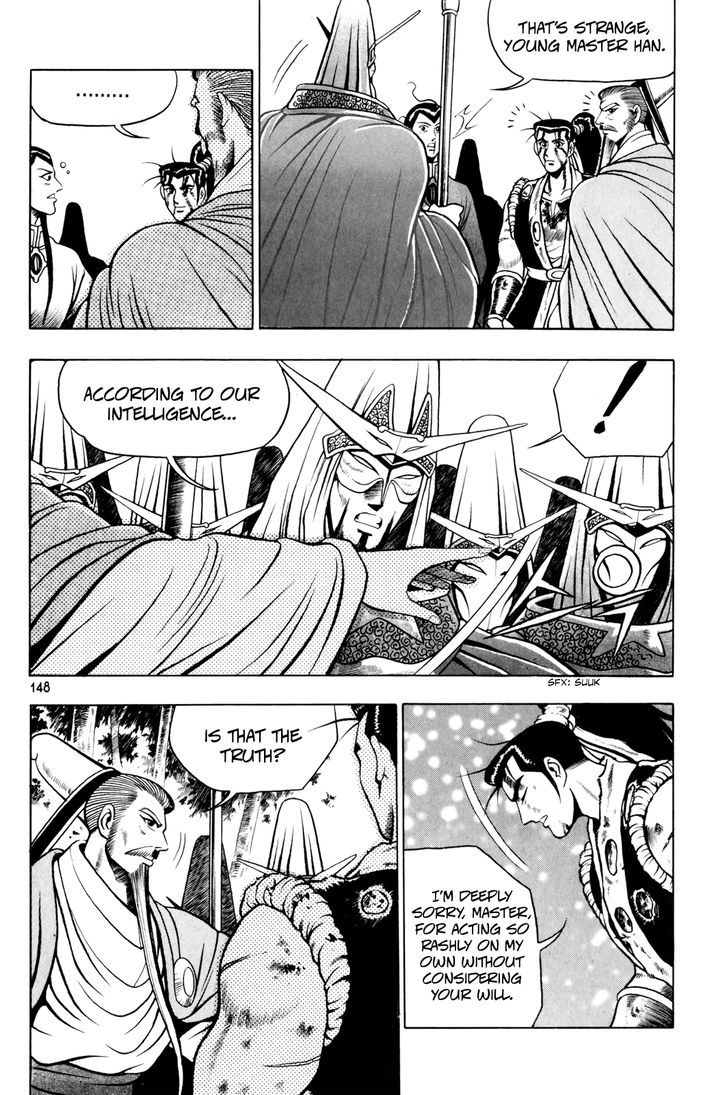 .........
THAT'S STRANGE,
YOUNG MASTER HAN.
ACCORDING TO OUR
INTELLIGENCE...
!
148
SFX: SUUK
IS THAT THE
TRUTH?
I'M DEEPLY
SORRY, MASTER,
FOR ACTING SO
RASHLY ON MY
OWN WITHOUT
CONSIDERING
YOUR WILL.